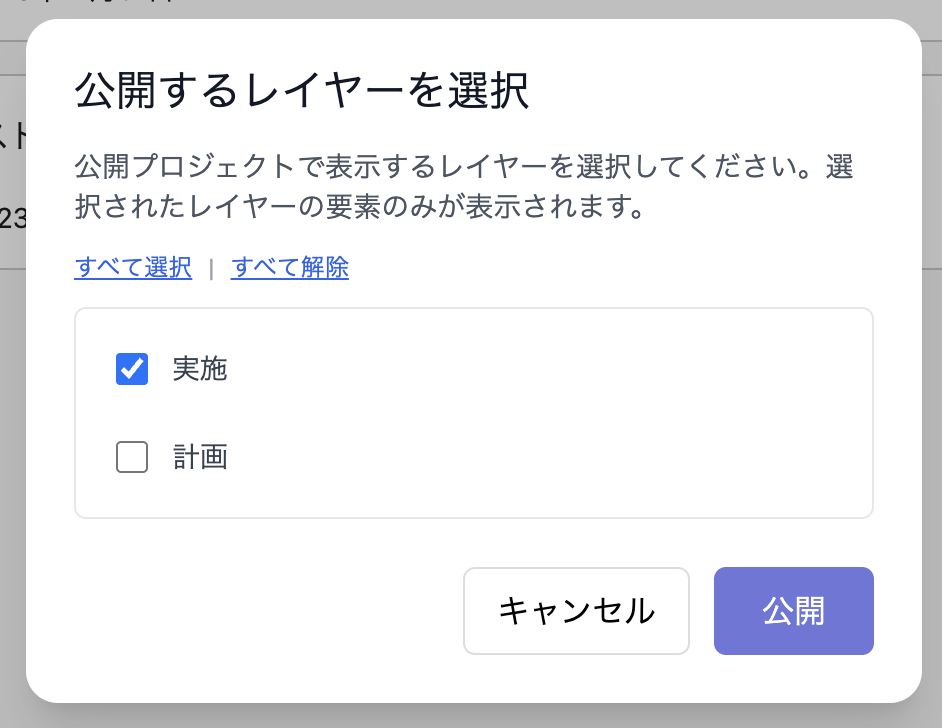 公開するレイヤーを選択
公開プロジェクトで表示するレイヤーを選択してください。選
択されたレイヤーの要素のみが表示されます。
すべて選択 | すべて解除
実施
計画
キャンセル 公開